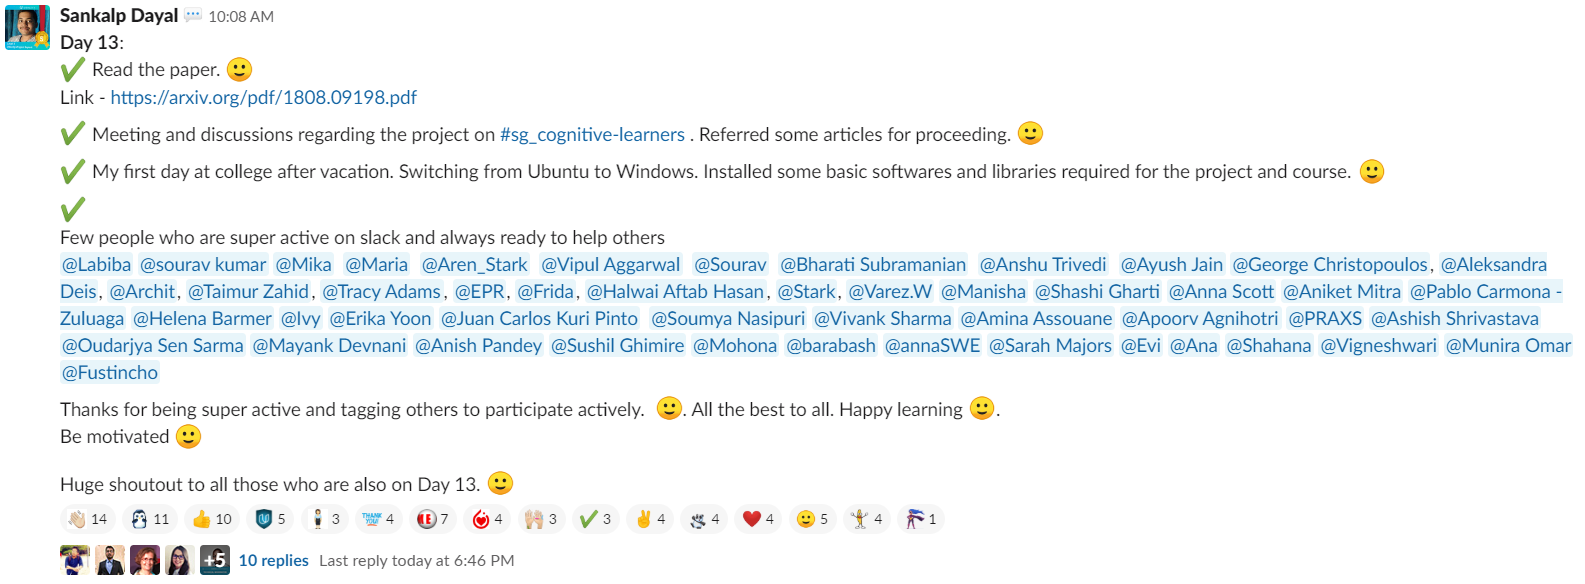 Sankalp Dayal 10:08 AM
Day 13:
Read the paper.
Link - https://arxiv.org/pdf/1808.09198.pdf
Meeting and discussions regarding the project on #sg_cognitive-learners . Referred some articles for proceeding.
My first day at college after vacation. Switching from Ubuntu to Windows. Installed some basic softwares and libraries required for the project and course.
Few people who are super active on slack and always ready to help others
@Labiba @sourav kumar @Mika @Maria @Aren_Stark @Vipul Aggarwal @Sourav @Bharati Subramanian @Anshu Trivedi @Ayush Jain @George Christopoulos, @Aleksandra
Deis, @Archit, @Taimur Zahid, @Tracy Adams, @EPR, @Frida, @Halwai Aftab Hasan, @Stark, @Varez.W @Manisha @Shashi Gharti @Anna Scott @Aniket Mitra @Pablo Carmona -
Zuluaga @Helena Barmer @Ivy @Erika Yoon @Juan Carlos Kuri Pinto @Soumya Nasipuri @Vivank Sharma @Amina Assouane @Apoorv Agnihotri @PRAXS @Ashish Shrivastava
@Oudarjya Sen Sarma @Mayank Devnani @Anish Pandey @Sushil Ghimire @Mohona @barabash @annaSWE @Sarah Majors @Evi @Ana @Shahana @Vigneshwari @Munira Omar
@Fustincho
Thanks for being super active and tagging others to participate actively. . All the best to all. Happy learning .
Be motivated
Huge shoutout to all those who are also on Day 13.
14 11 10 5 3 THANK YOU! 4 E 7 4 3 3 4 4 4 5 4 1
+5 10 replies Last reply today at 6:46 PM